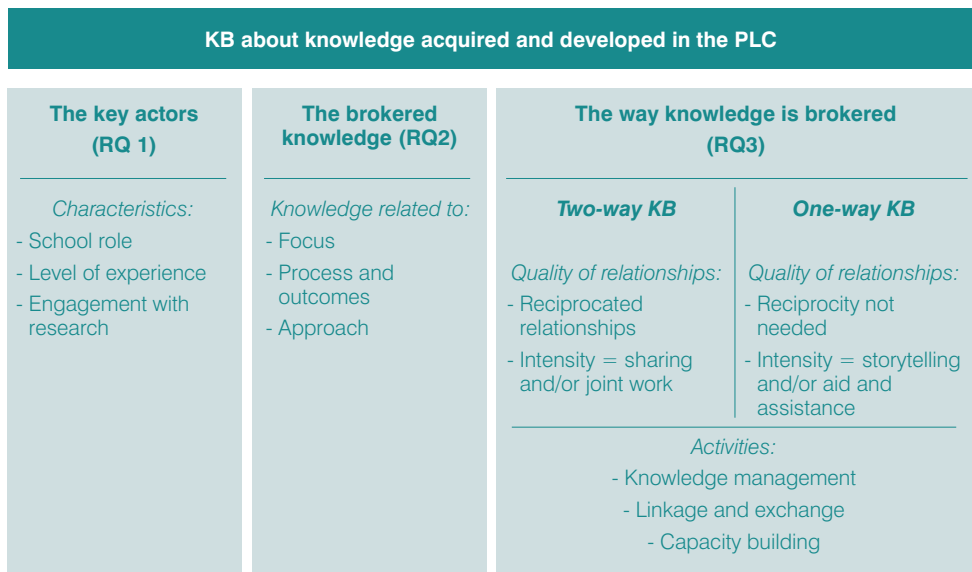 KB about knowledge acquired and developed in the PLC
The key actors
(RQ 1)
Characteristics:
- School role
- Level of experience
- Engagement with
research
The brokered
knowledge (RQ2)
Knowledge related to:
- Focus
- Process and
outcomes
- Approach
The way knowledge is brokered
(RQ3)
Two-way KB
Quality of relationships:
- Reciprocated
relationships
- Intensity = sharing
and/or joint work
One-way KB
Quality of relationships:
- Reciprocity not
needed
- Intensity = storytelling
and/or aid and
assistance
Activities:
- Knowledge management
- Linkage and exchange
- Capacity building